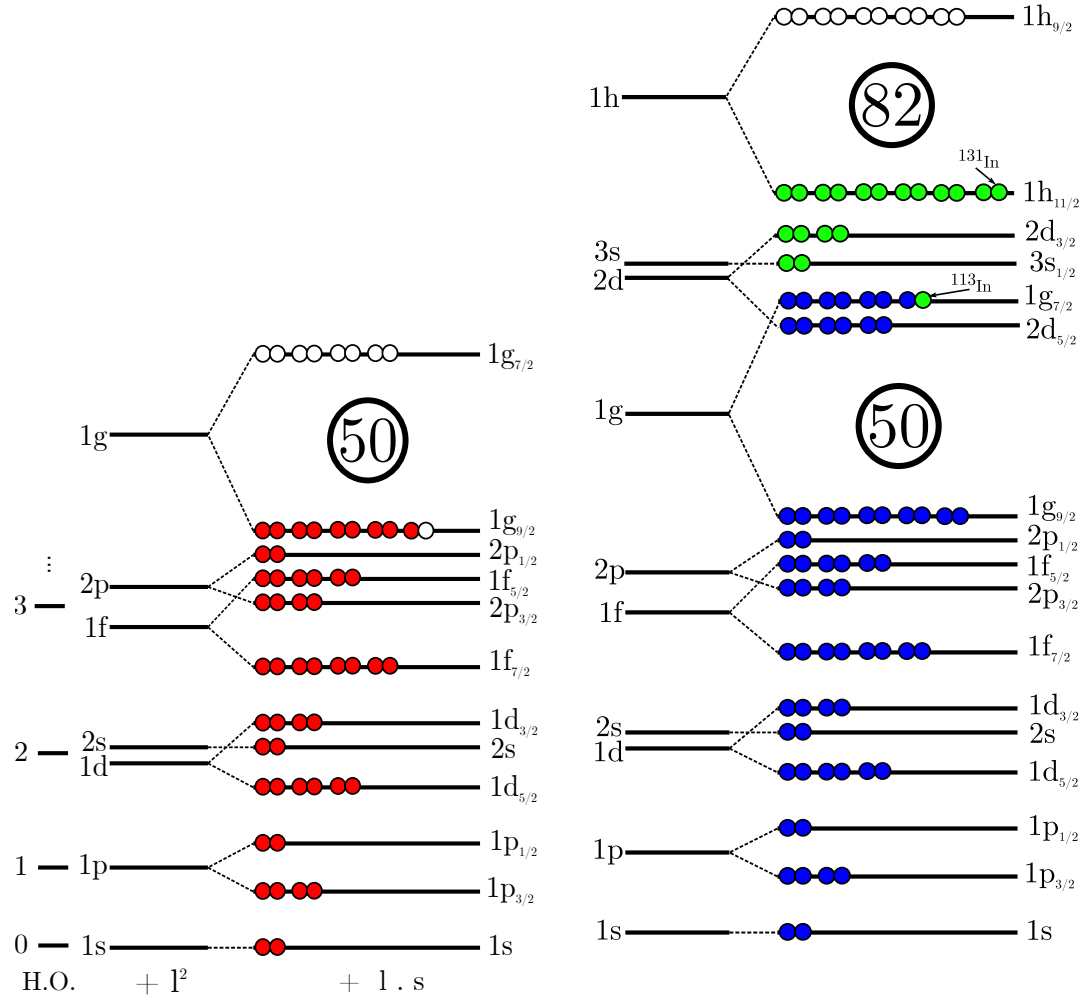 1h
1h9/2
82
131In
1h11/2
2d3/2
3s
3s1/2
2d
113In
1g7/2
2d5/2
1g
50
1g9/2
2p1/2
2p
1f5/2
2p3/2
1f
1f7/2
1d3/2
2s
2s
1d
1d5/2
1p1/2
1p
1p3/2
1s
1s
1g7/2
1g
50
1g9/2
2p1/2
...
2p
1f5/2
3
2p3/2
1f
1f7/2
1d3/2
2
2s
2s
1d
1d5/2
1p1/2
1
1p
1p3/2
0
1s
1s
H.O. + l² + l . s